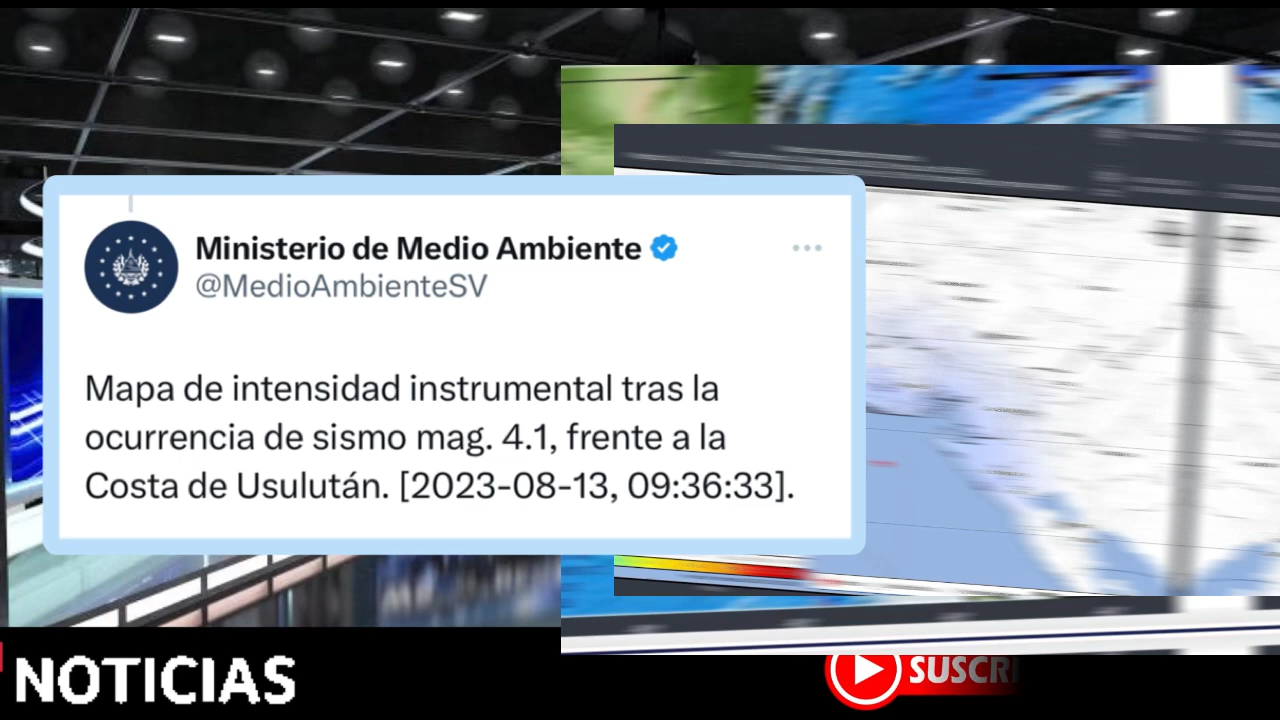 Ministerio de Medio Ambiente
@MedioAmbienteSV
Mapa de intensidad instrumental tras la
ocurrencia de sismo mag. 4.1, frente a la
Costa de Usulután. [2023-08-13, 09:36:33].
NOTICIAS
SUSCRI